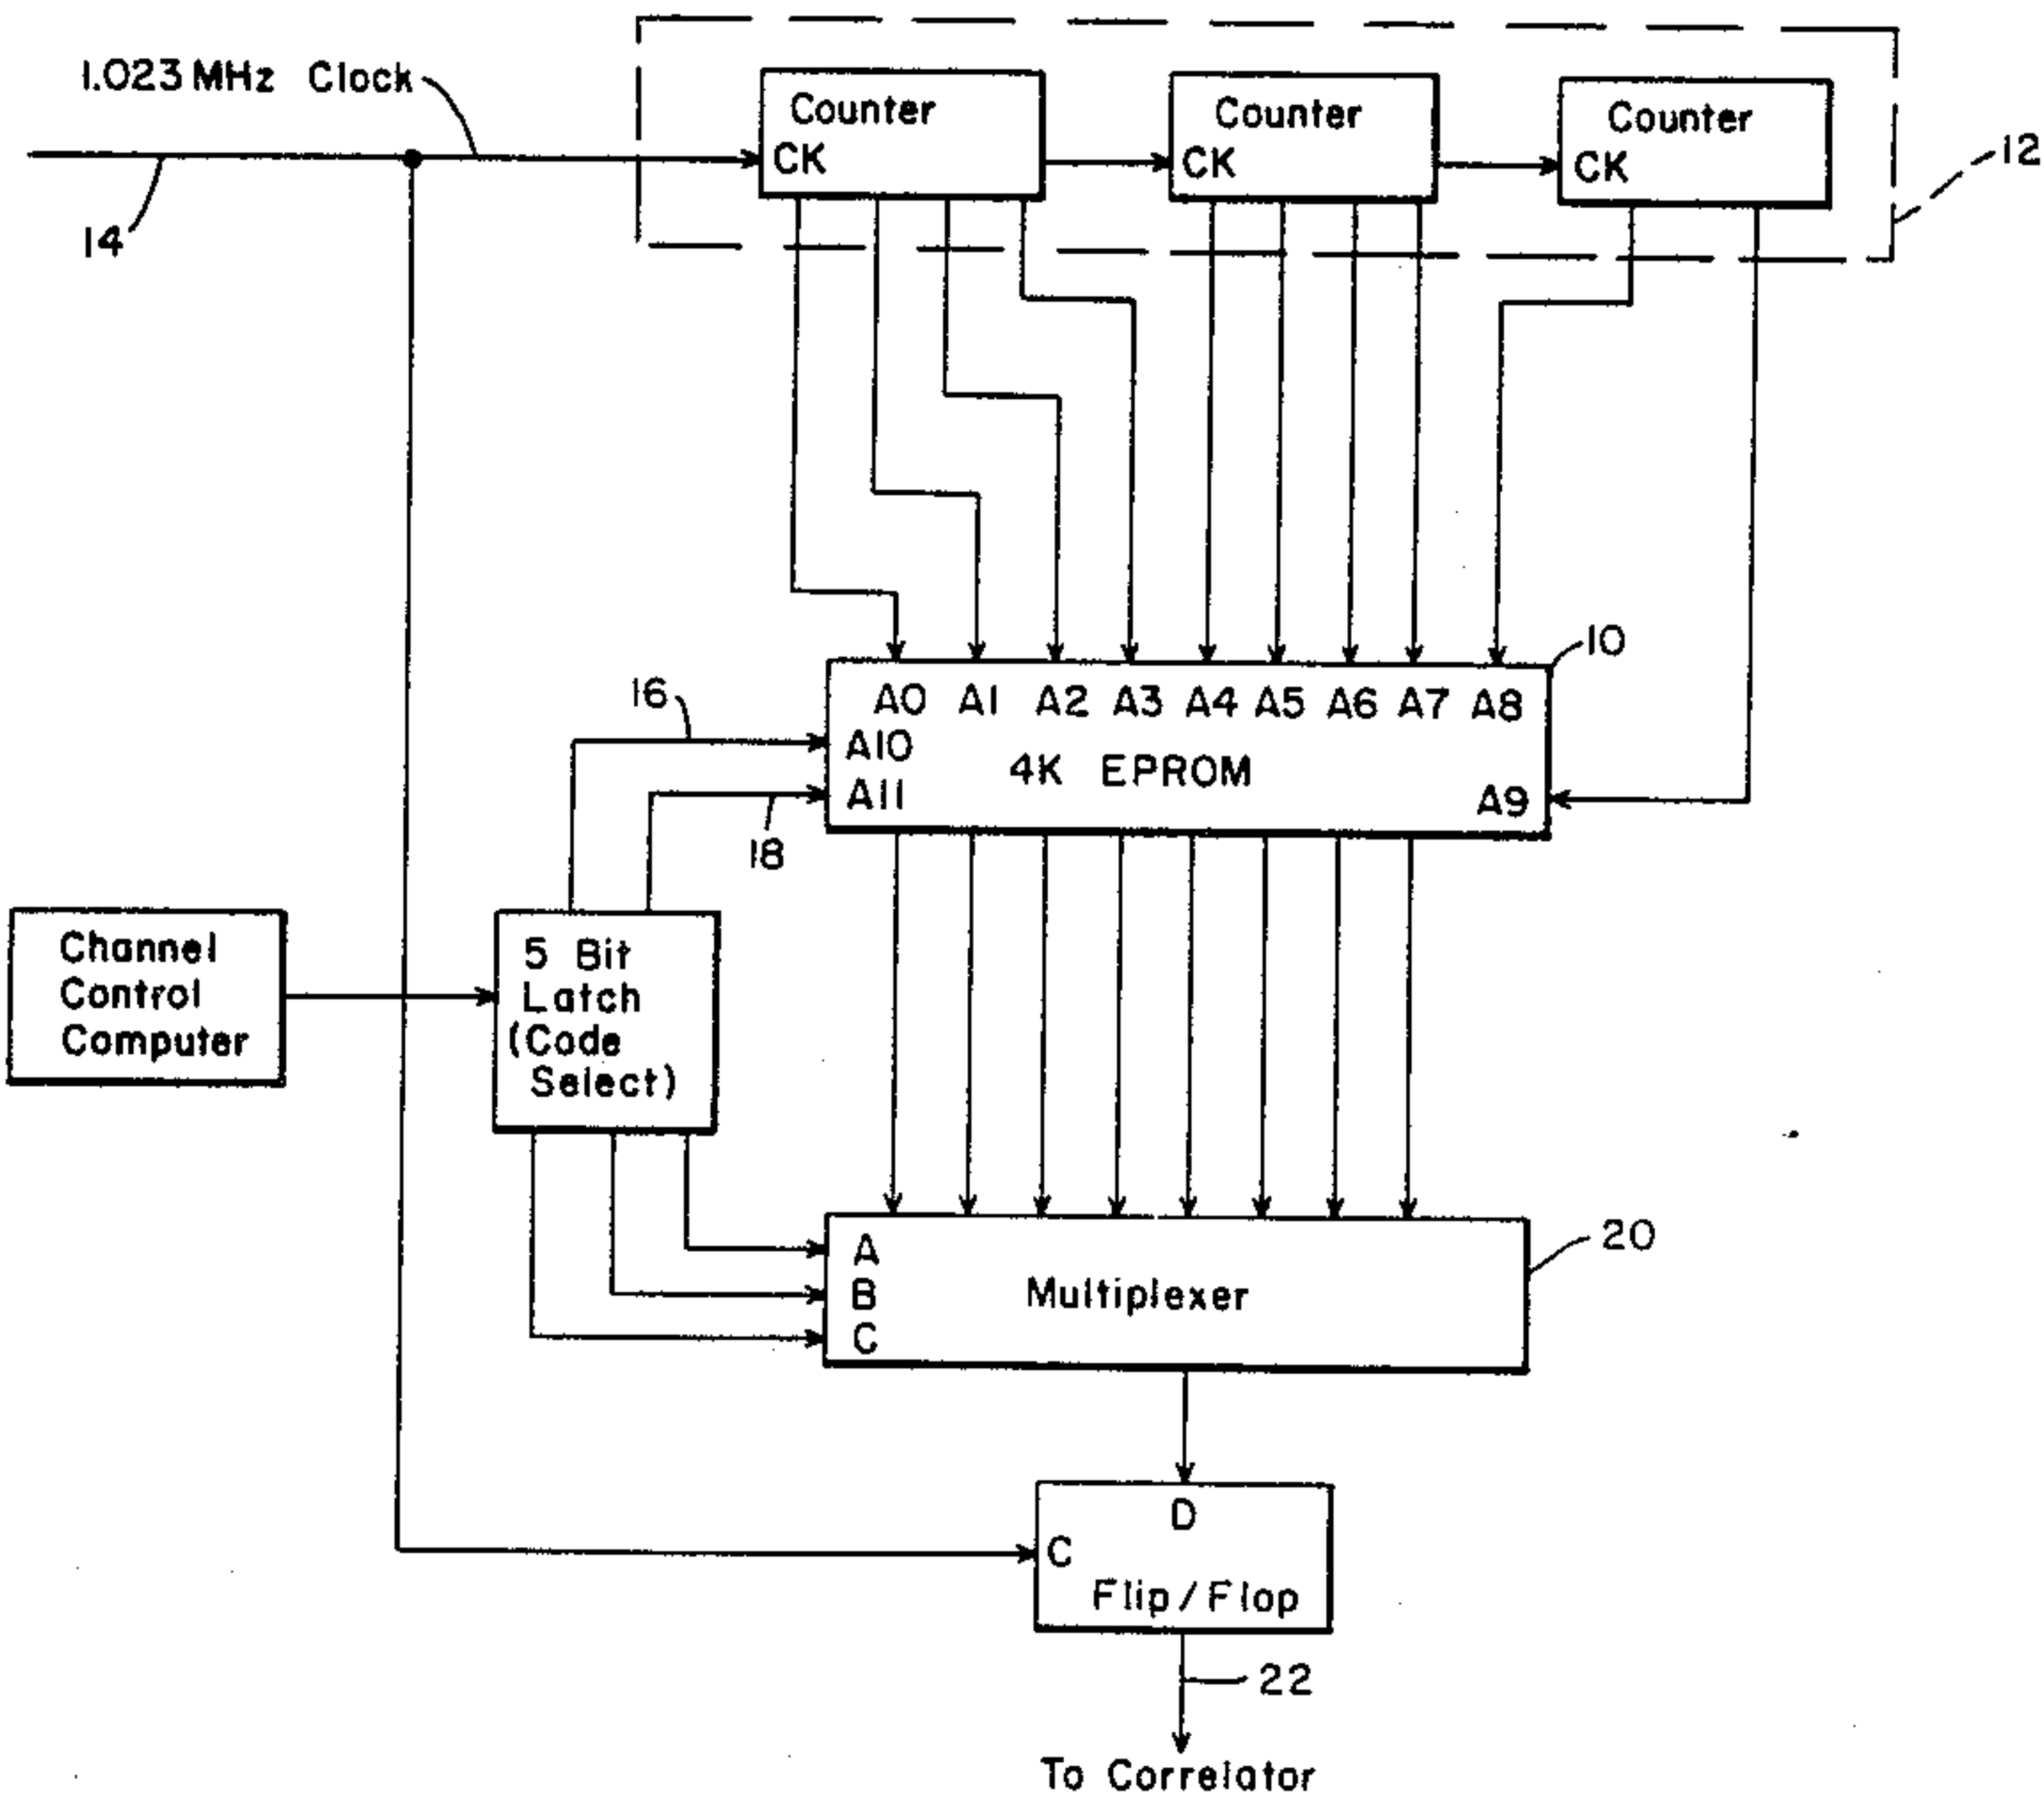 1.023 MHz Clock
14
Counter
CK
Counter
CK
Counter
CK
12
10
A0 A1 A2 A3 A4 A5 A6 A7 A8
16
A10
4K EPROM
A11
A9
18
Channel
Control
Computer
5 Bit
Latch
(Code
Select)
20
A
B
C
Multiplexer
D
C
Flip/Flop
22
To Correlator